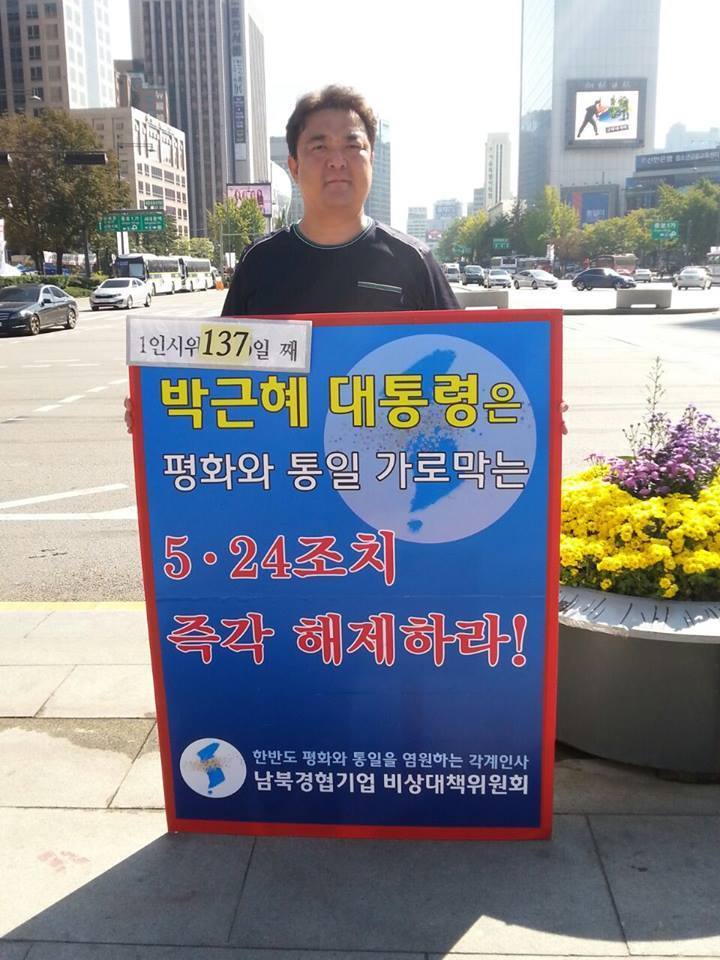 1인시위 137일 째
박근혜 대통령은
평화와 통일 가로막는
5·24조치
즉각 해제하라!
한반도 평화와 통일을 염원하는 각계인사
남북경협기업 비상대책위원회